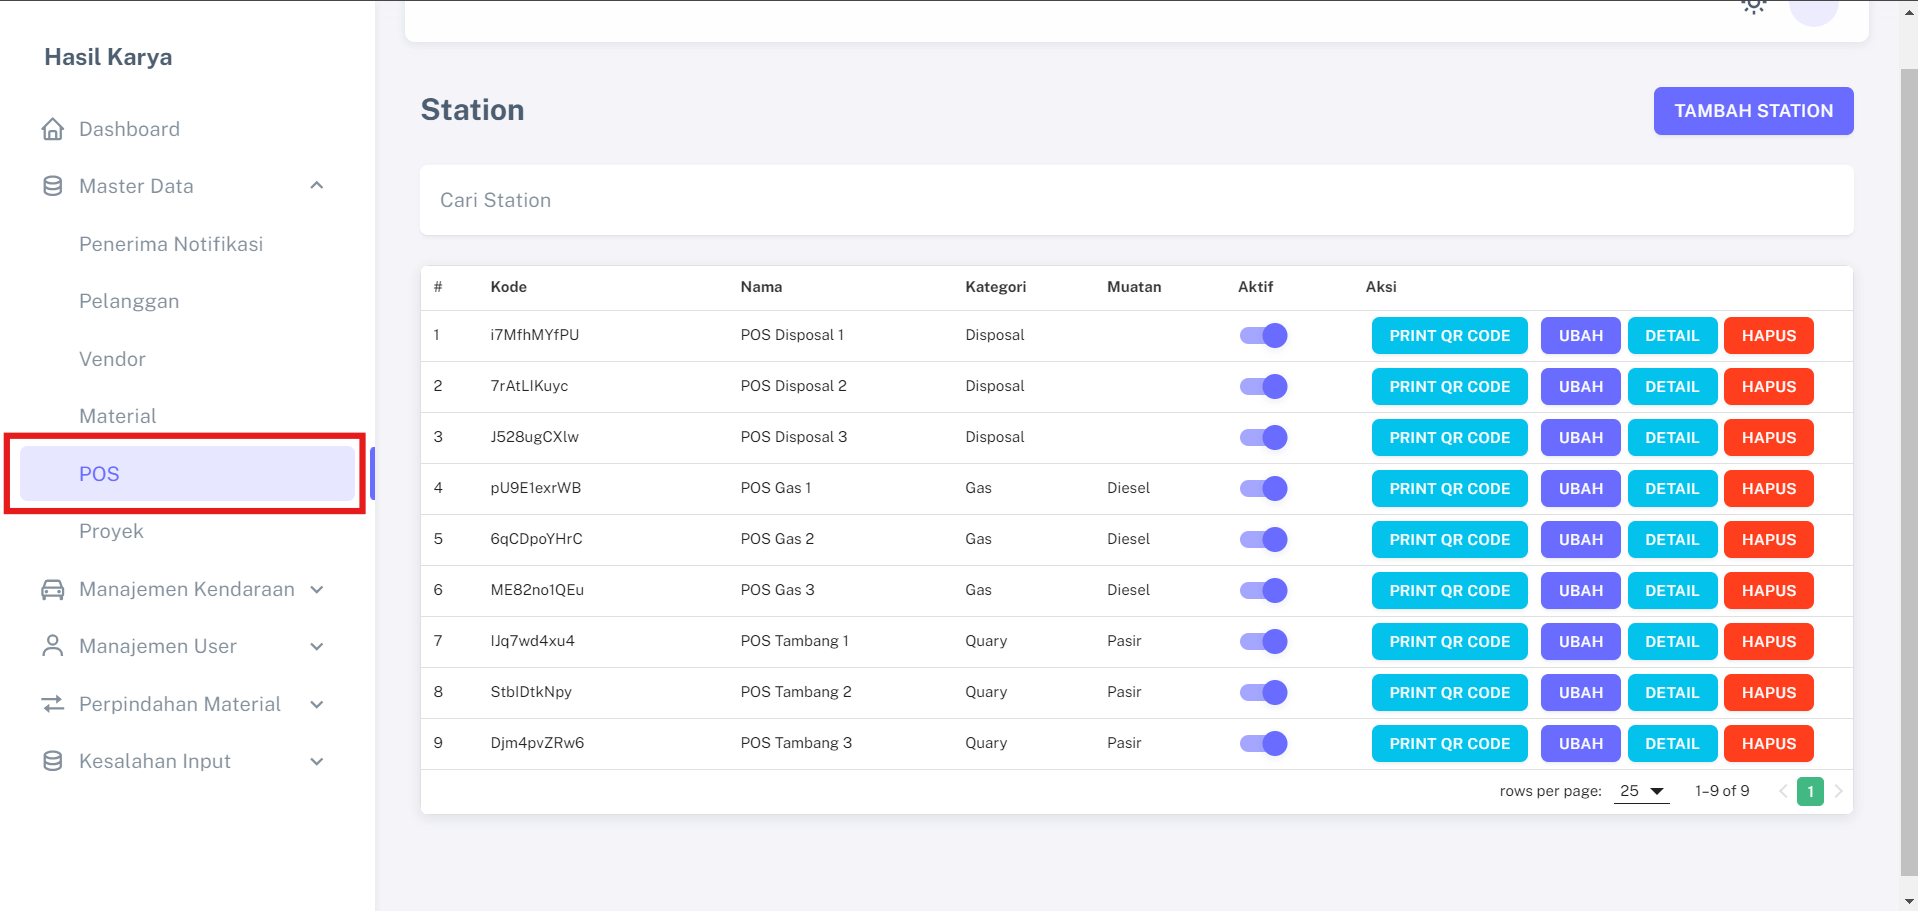 Hasil Karya
Dashboard
Master Data
Penerima Notifikasi
Pelanggan
Vendor
Material
POS
Proyek
Manajemen Kendaraan
Manajemen User
Perpindahan Material
Kesalahan Input
Station
TAMBAH STATION
Cari Station
# Kode Nama Kategori Muatan Aktif Aksi
1 i7MfhMYfPU POS Disposal 1 Disposal PRINT QR CODE UBAH DETAIL HAPUS
2 7rAtLIKuyc POS Disposal 2 Disposal PRINT QR CODE UBAH DETAIL HAPUS
3 J528ugCXlw POS Disposal 3 Disposal PRINT QR CODE UBAH DETAIL HAPUS
4 pU9E1exrWB POS Gas 1 Gas Diesel PRINT QR CODE UBAH DETAIL HAPUS
5 6qCDpoYHrC POS Gas 2 Gas Diesel PRINT QR CODE UBAH DETAIL HAPUS
6 ME82no1QEu POS Gas 3 Gas Diesel PRINT QR CODE UBAH DETAIL HAPUS
7 IJq7wd4xu4 POS Tambang 1 Quary Pasir PRINT QR CODE UBAH DETAIL HAPUS
8 StbIDtkNpy POS Tambang 2 Quary Pasir PRINT QR CODE UBAH DETAIL HAPUS
9 Djm4pvZRw6 POS Tambang 3 Quary Pasir PRINT QR CODE UBAH DETAIL HAPUS
rows per page: 25 1–9 of 9 1